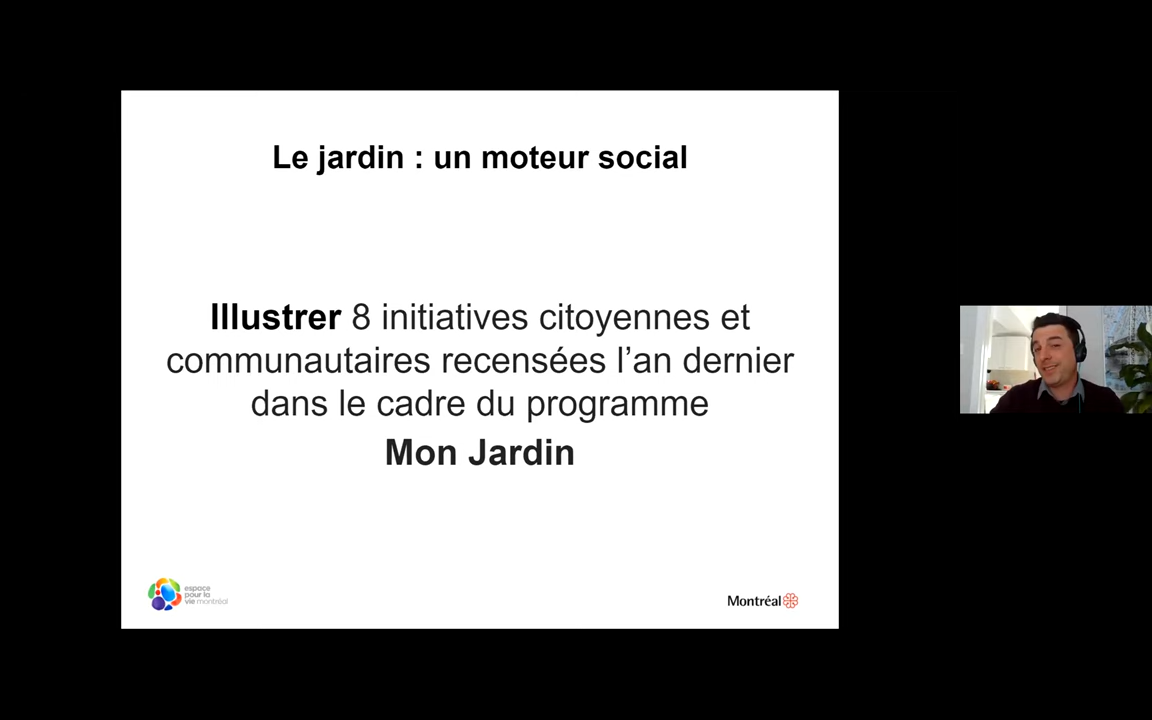 Le jardin : un moteur social
Illustrer 8 initiatives citoyennes et
communautaires recensées l’an dernier
dans le cadre du programme
Mon Jardin
espace
pour la
vie montréal
Montréal